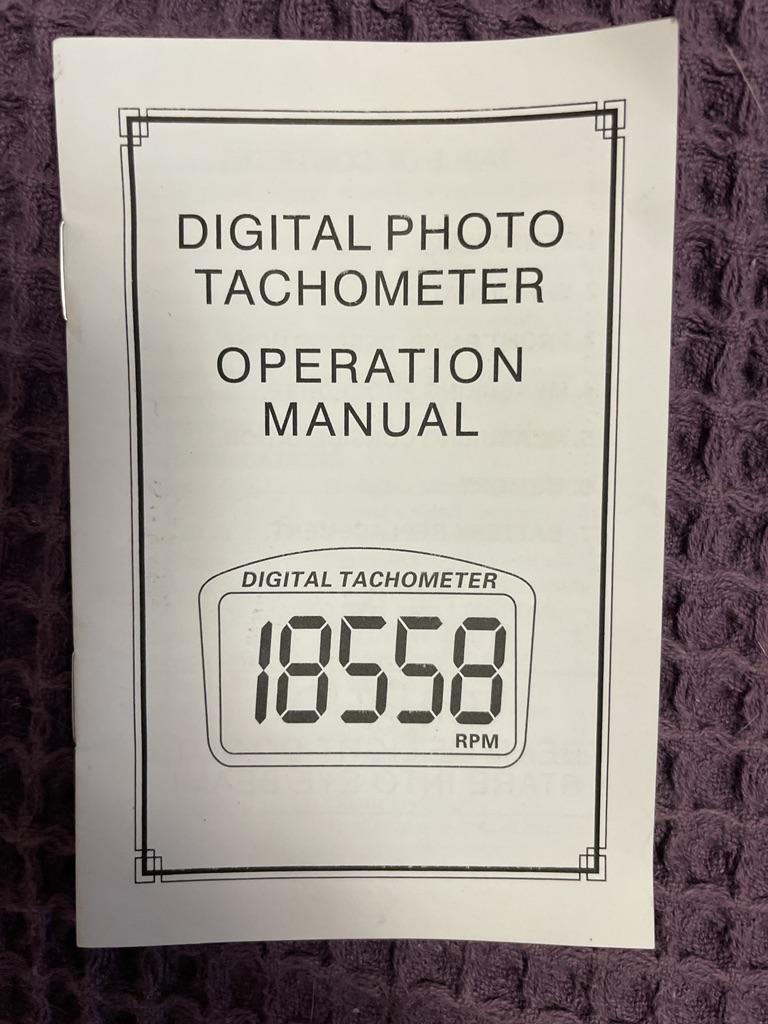 DIGITAL PHOTO
TACHOMETER
OPERATION
MANUAL
DIGITAL TACHOMETER
18558
RPM